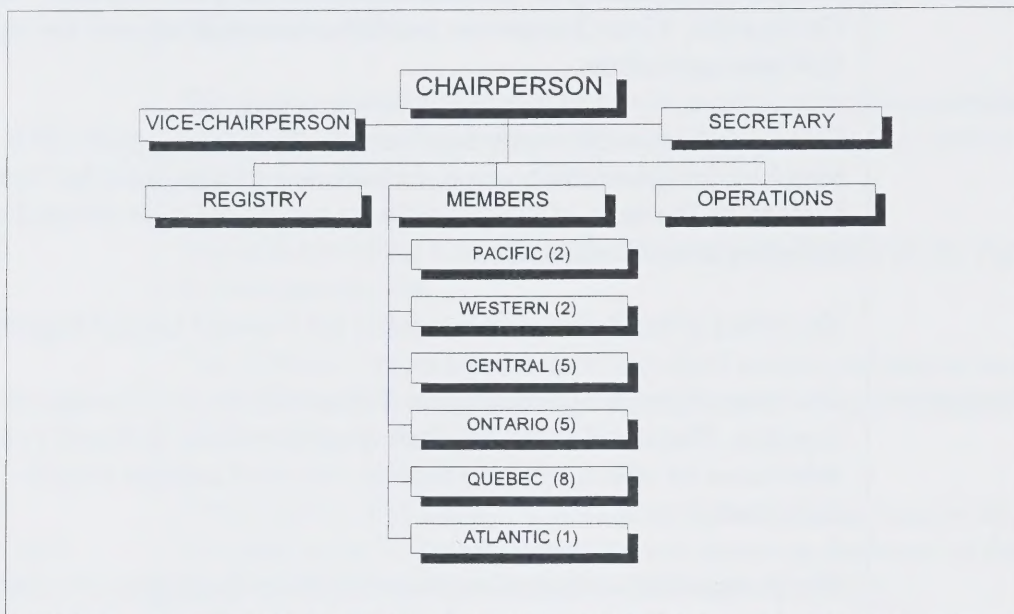 CHAIRPERSON
VICE-CHAIRPERSON
SECRETARY
REGISTRY
MEMBERS
OPERATIONS
PACIFIC (2)
WESTERN (2)
CENTRAL (5)
ONTARIO (5)
QUEBEC (8)
ATLANTIC (1)